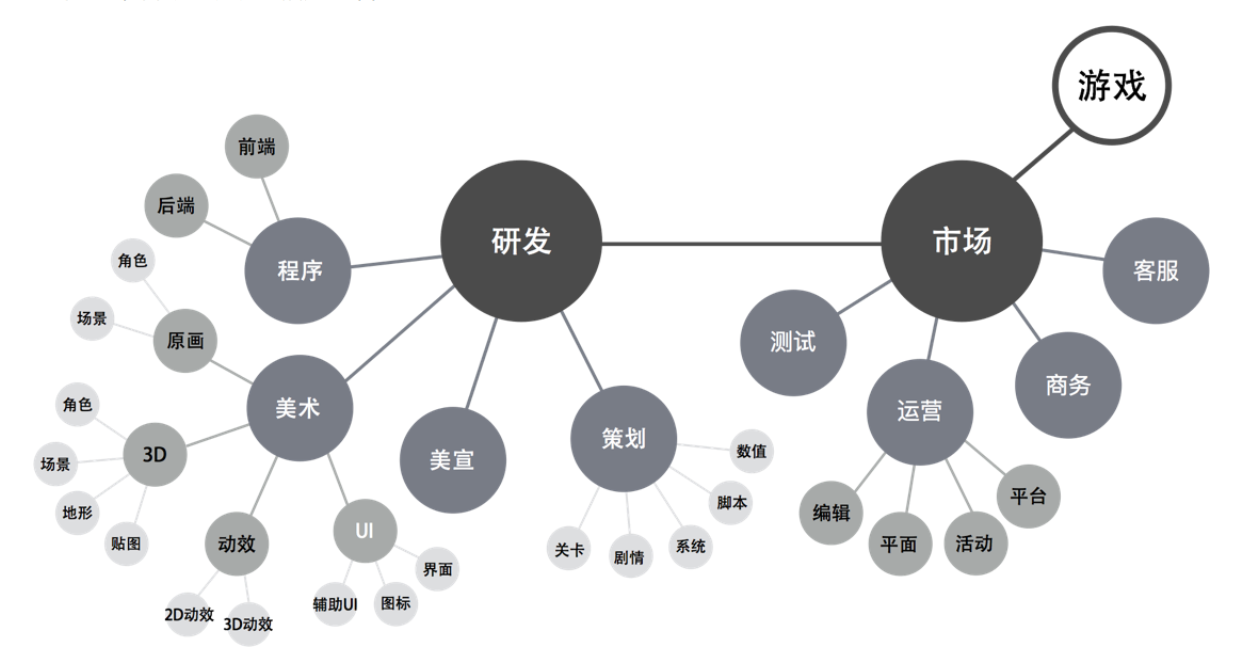 游戏
前端
后端
研发
市场
程序
客服
角色
场景
原画
测试
商务
美术
运营
角色
3D
场景
地形
贴图
美宣
策划
数值
脚本
系统
剧情
关卡
编辑
平面
活动
平台
动效
UI
界面
图标
辅助UI
2D动效
3D动效